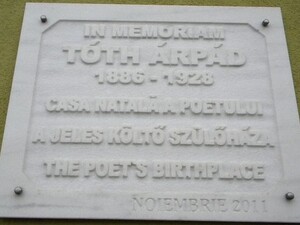 IN MEMORIAM
TÓTH ÁRPÁD
1886 - 1928
CASA NATALĂ A POETULUI
A JELES KÖLTŐ SZÜLŐHÁZA
THE POET'S BIRTHPLACE
NOIEMBRIE 2011